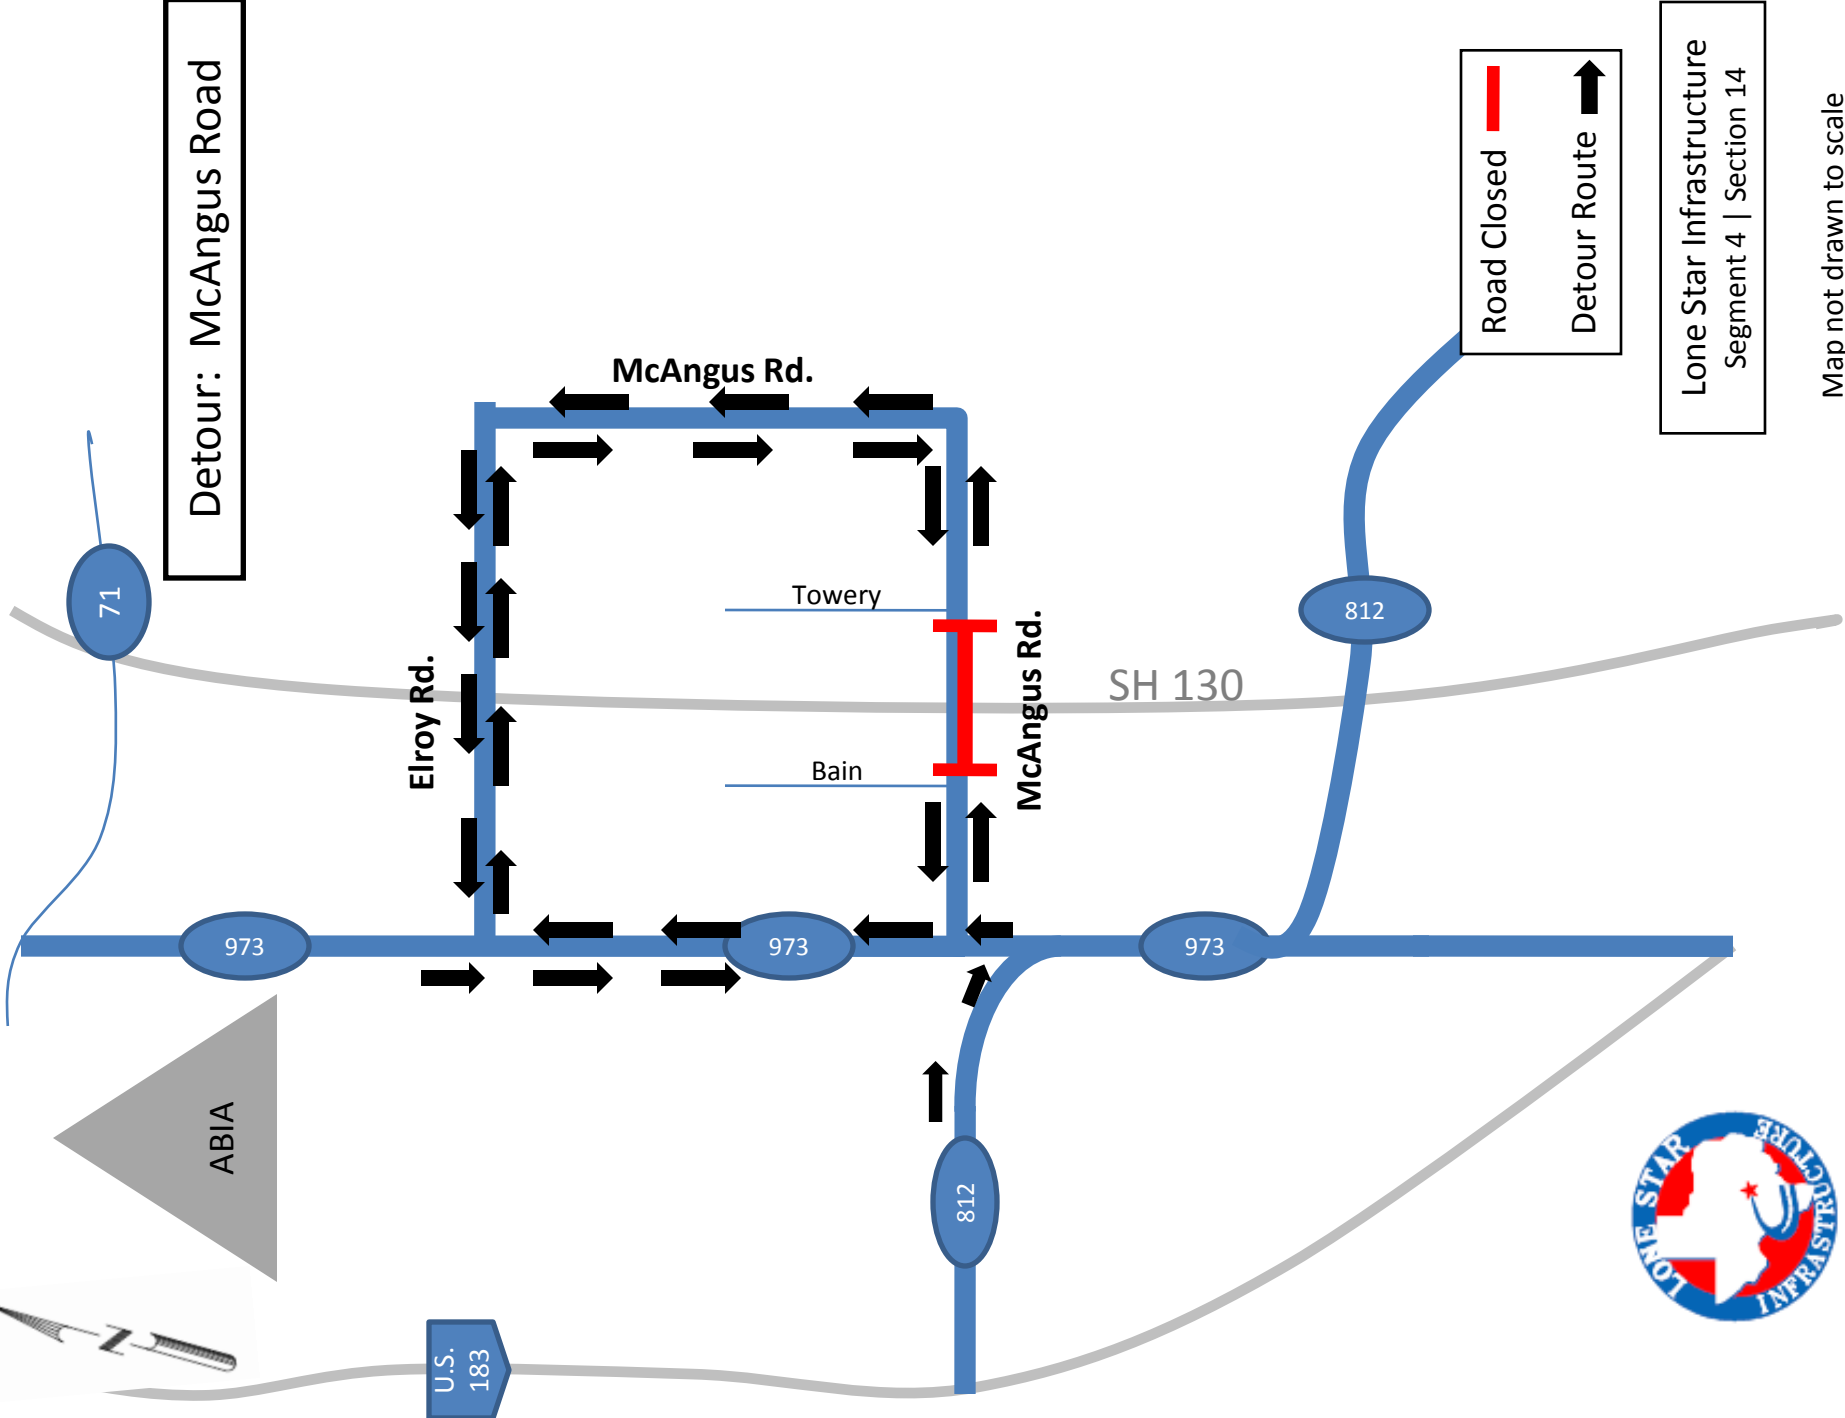 Detour: McAngus Road
71
McAngus Rd.
Elroy Rd.
Towery
Bain
McAngus Rd.
SH 130
812
973
973
973
812
ABIA
N
U.S.
183
Road Closed
Detour Route
Lone Star Infrastructure
Segment 4 | Section 14
Map not drawn to scale
LONE STAR
INFRASTRUCTURE